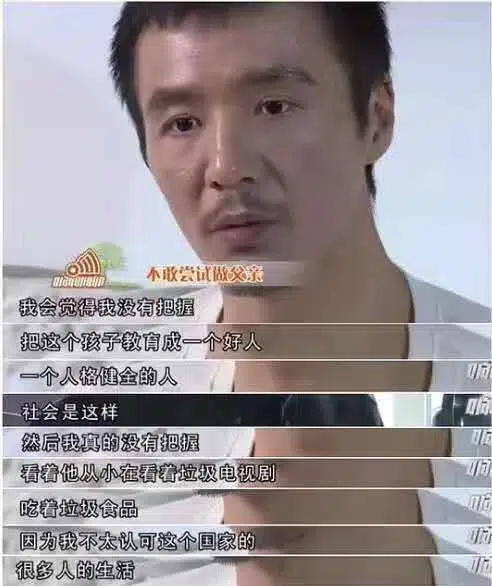 不敢尝试做父亲
我会觉得我没有把握
把这个孩子教育成一个好人
一个人格健全的人
社会是这样
然后我真的没有把握
看着他从小在看着垃圾电视剧
吃着垃圾食品
因为我不太认可这个国家的
很多人的生活